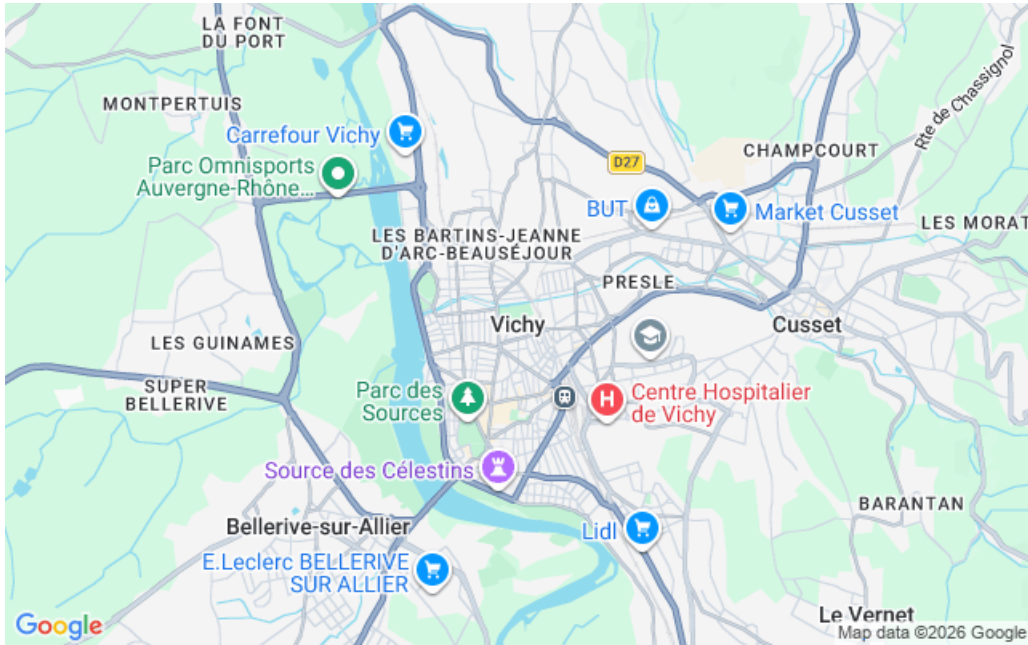 LA FONT
DU PORT
MONTPERTUIS
Carrefour Vichy
Parc Omnisports
Auvergne-Rhône...
D27
CHAMPCOURT
Rte de Chassignol
BUT
Market Cusset
LES MORAT
LES BARTINS-JEANNE
D'ARC-BEAUSÉJOUR
PRESLE
Vichy
Cusset
LES GUINAMES
SUPER
BELLERIVE
Parc des
Sources
H
Centre Hospitalier
de Vichy
Source des Célestins
BARANTAN
Bellerive-sur-Allier
Lidl
E.Leclerc BELLERIVE
SUR ALLIER
Le Vernet
Google
Map data ©2026 Google